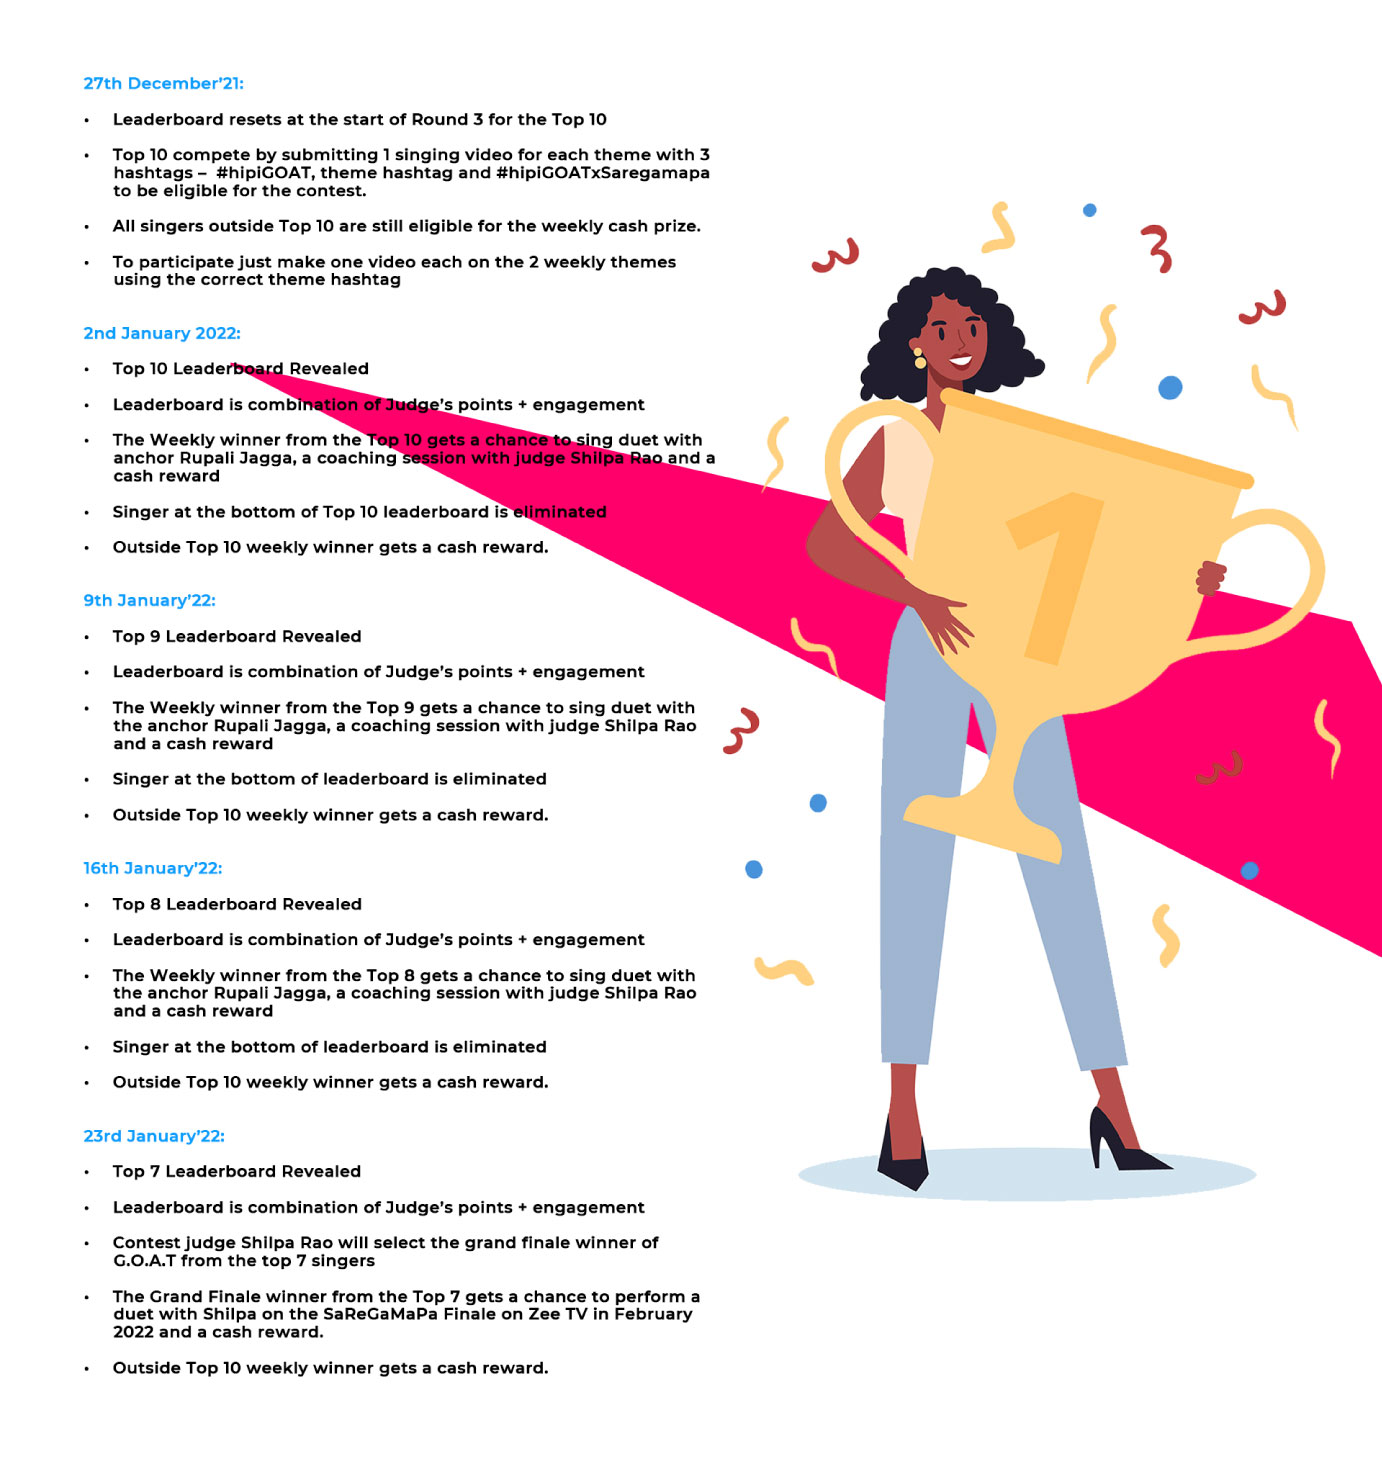 27th December'21:
• Leaderboard resets at the start of Round 3 for the Top 10
• Top 10 compete by submitting 1 singing video for each theme with 3
hashtags – #hipiGOAT, theme hashtag and #hipiGOATxSaregamapa
to be eligible for the contest.
• All singers outside Top 10 are still eligible for the weekly cash prize.
• To participate just make one video each on the 2 weekly themes
using the correct theme hashtag
2nd January 2022:
• Top 10 Leaderboard Revealed
• Leaderboard is combination of Judge's points + engagement
• The Weekly winner from the Top 10 gets a chance to sing duet with
anchor Rupali Jagga, a coaching session with judge Shilpa Rao and a
cash reward
• Singer at the bottom of Top 10 leaderboard is eliminated
• Outside Top 10 weekly winner gets a cash reward.
9th January'22:
• Top 9 Leaderboard Revealed
• Leaderboard is combination of Judge's points + engagement
• The Weekly winner from the Top 9 gets a chance to sing duet with
the anchor Rupali Jagga, a coaching session with judge Shilpa Rao
and a cash reward
• Singer at the bottom of leaderboard is eliminated
• Outside Top 10 weekly winner gets a cash reward.
16th January'22:
• Top 8 Leaderboard Revealed
• Leaderboard is combination of Judge's points + engagement
• The Weekly winner from the Top 8 gets a chance to sing duet with
the anchor Rupali Jagga, a coaching session with judge Shilpa Rao
and a cash reward
• Singer at the bottom of leaderboard is eliminated
• Outside Top 10 weekly winner gets a cash reward.
23rd January'22:
• Top 7 Leaderboard Revealed
• Leaderboard is combination of Judge's points + engagement
• Contest judge Shilpa Rao will select the grand finale winner of
G.O.A.T from the top 7 singers
• The Grand Finale winner from the Top 7 gets a chance to perform a
duet with Shilpa on the SaReGaMaPa Finale on Zee TV in February
2022 and a cash reward.
• Outside Top 10 weekly winner gets a cash reward.
1